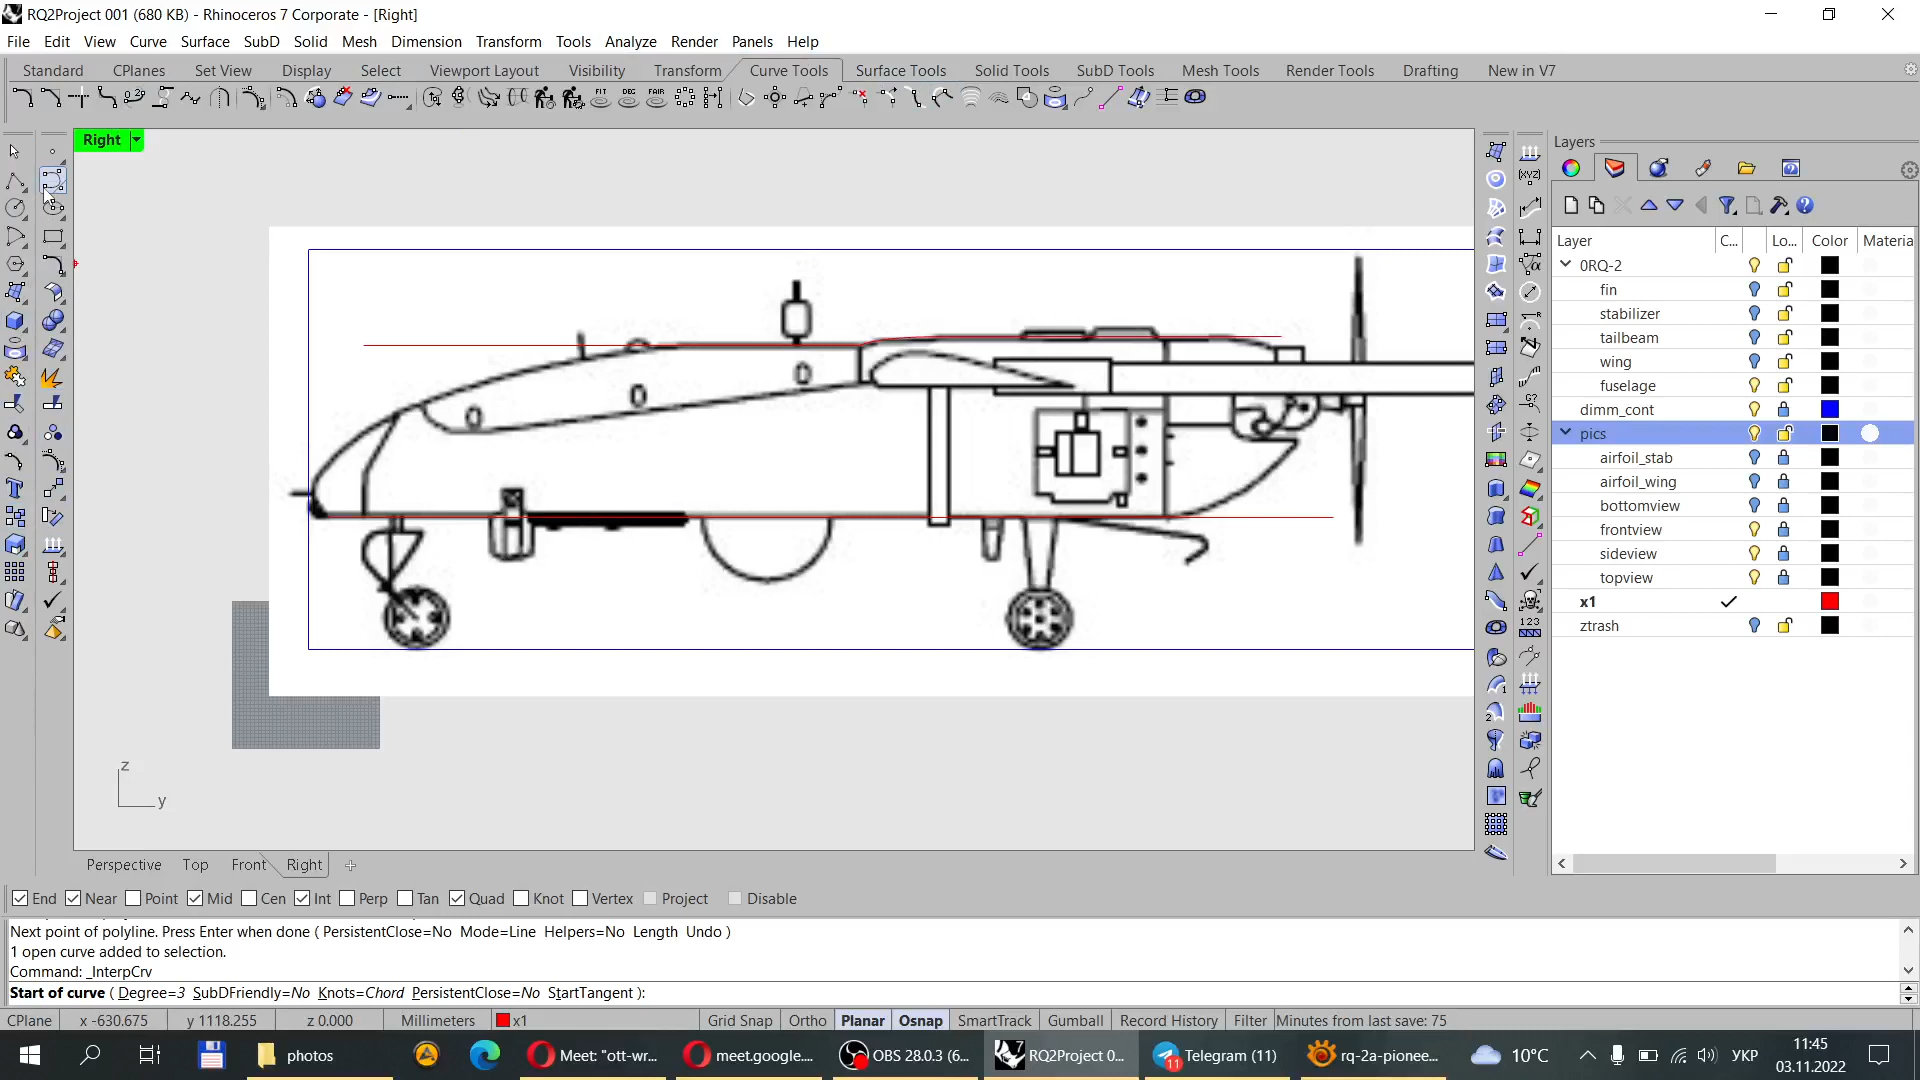 RQ2Project 001 (680 KB) - Rhinoceros 7 Corporate - [Right]
File Edit View Curve Surface SubD Solid Mesh Dimension Transform Tools Analyze Render Panels Help
Standard CPlanes Set View Display Select Viewport Layout Visibility Transform Curve Tools Surface Tools Solid Tools SubD Tools Mesh Tools Render Tools Drafting New in V7
Right
Layers
Layer C... Lo... Color Materia
0RQ-2
fin
stabilizer
tailbeam
wing
fuselage
dimm_cont
pics
airfoil_stab
airfoil_wing
bottomview
frontview
sideview
topview
x1
ztrash
z
y
Perspective Top Front Right
End Near Point Mid Cen Int Perp Tan Quad Knot Vertex Project Disable
Next point of polyline. Press Enter when done ( PersistentClose=No Mode=Line Helpers=No Length Undo )
1 open curve added to selection.
Command: _InterpCrv
Start of curve ( Degree=3 SubDFriendly=No Knots=Chord PersistentClose=No StartTangent ):
CPlane x -630.675 y 1118.255 z 0.000 Millimeters x1 Grid Snap Ortho Planar Osnap SmartTrack Gumball Record History Filter Minutes from last save: 75
photos Meet: "ott-wr... meet.google.... OBS 28.0.3 (6... RQ2Project 0... Telegram (11) rq-2a-pionee... 10°C УКР 11:45
03.11.2022